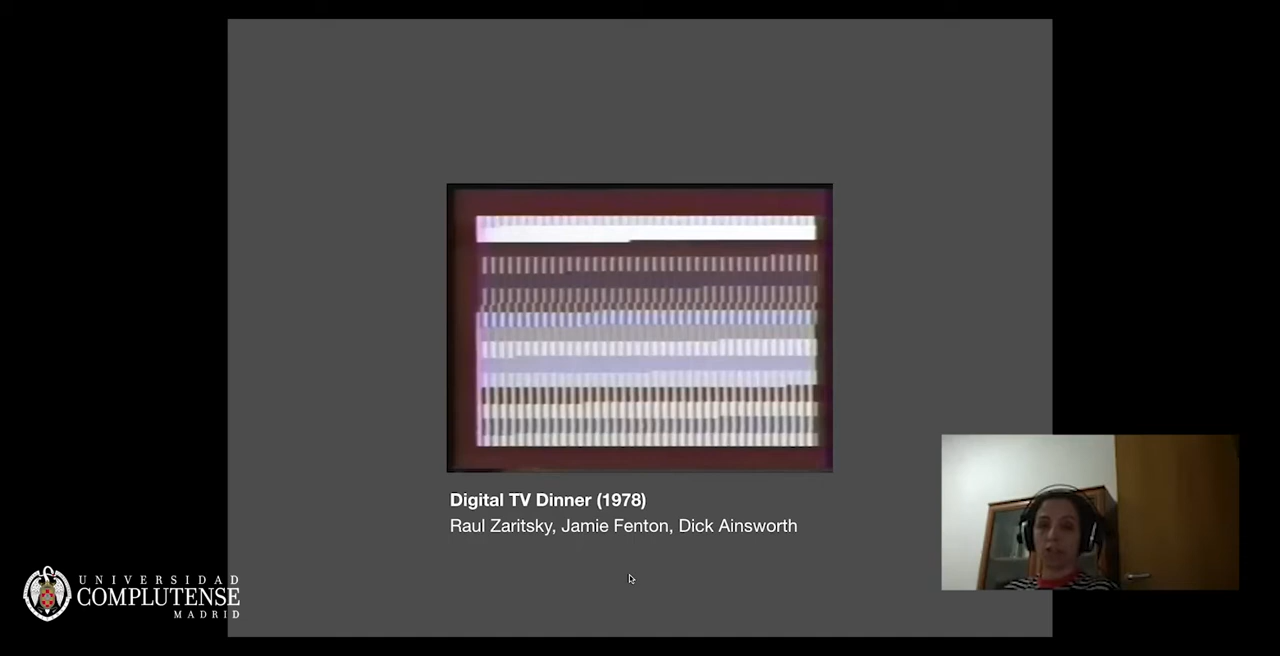 Digital TV Dinner (1978)
Raul Zaritsky, Jamie Fenton, Dick Ainsworth
UNIVERSIDAD
COMPLUTENSE
MADRID